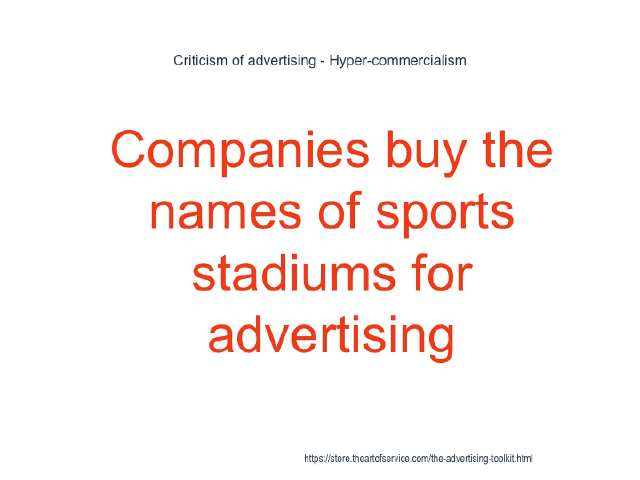 Criticism of advertising - Hyper-commercialism
Companies buy the
names of sports
stadiums for
advertising
https://store.theartofservice.com/the-advertising-toolkit.html